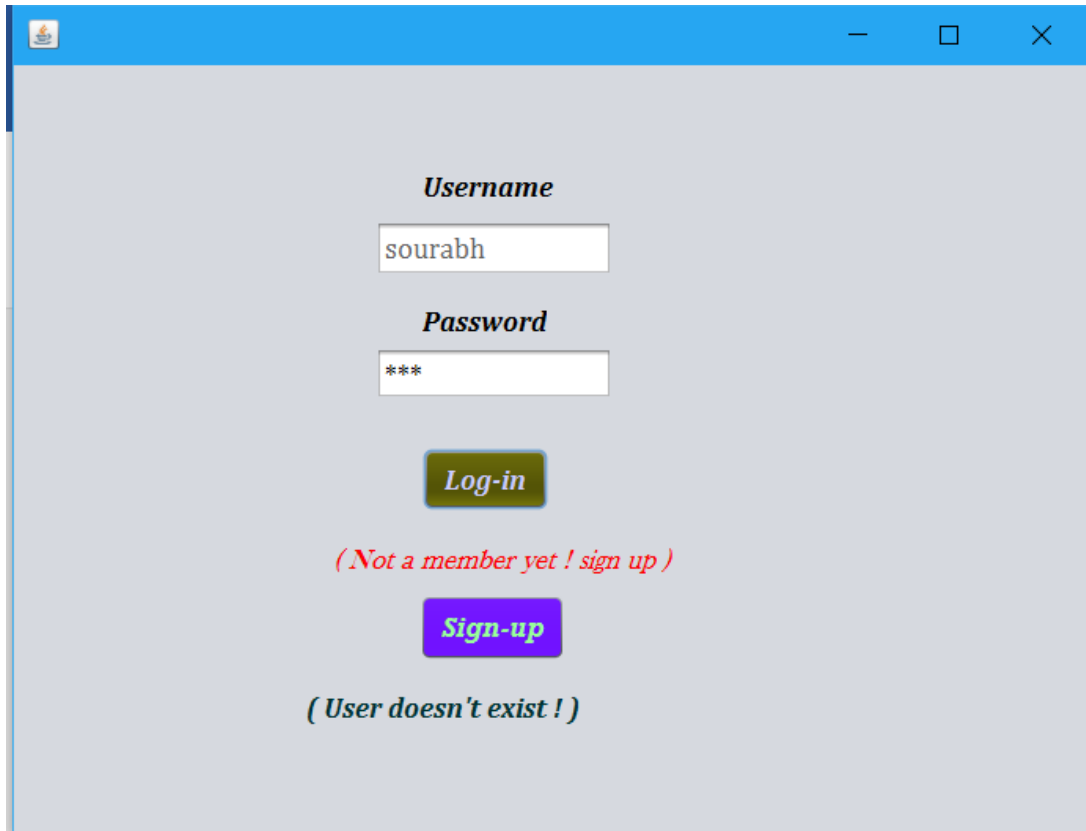 Username
sourabh
Password
***
Log-in
( Not a member yet ! sign up )
Sign-up
( User doesn't exist ! )